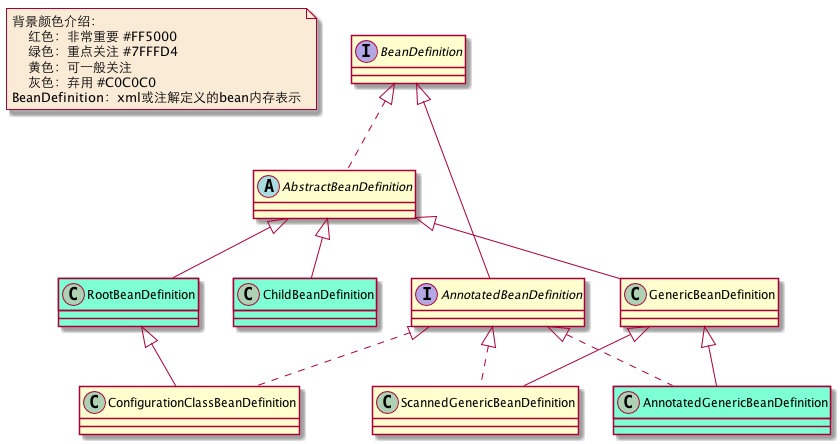 背景颜色介绍：
红色：非常重要 #FF5000
绿色：重点关注 #7FFFD4
黄色：可一般关注
灰色：弃用 #C0C0C0
BeanDefinition：xml或注解定义的bean内存表示
I BeanDefinition
A AbstractBeanDefinition
C RootBeanDefinition
C ChildBeanDefinition
I AnnotatedBeanDefinition
C GenericBeanDefinition
C ConfigurationClassBeanDefinition
C ScannedGenericBeanDefinition
C AnnotatedGenericBeanDefinition